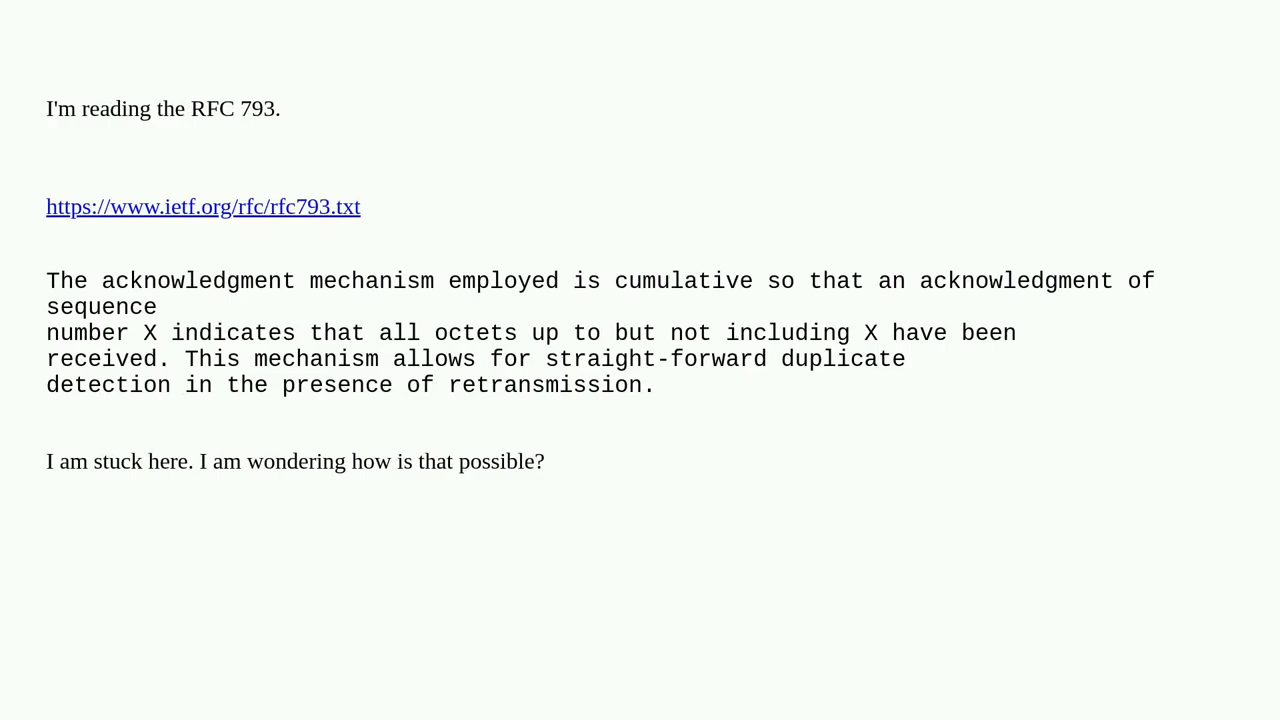 I'm reading the RFC 793.
https://www.ietf.org/rfc/rfc793.txt
The acknowledgment mechanism employed is cumulative so that an acknowledgment of
sequence
number X indicates that all octets up to but not including X have been
received. This mechanism allows for straight-forward duplicate
detection in the presence of retransmission.
I am stuck here. I am wondering how is that possible?